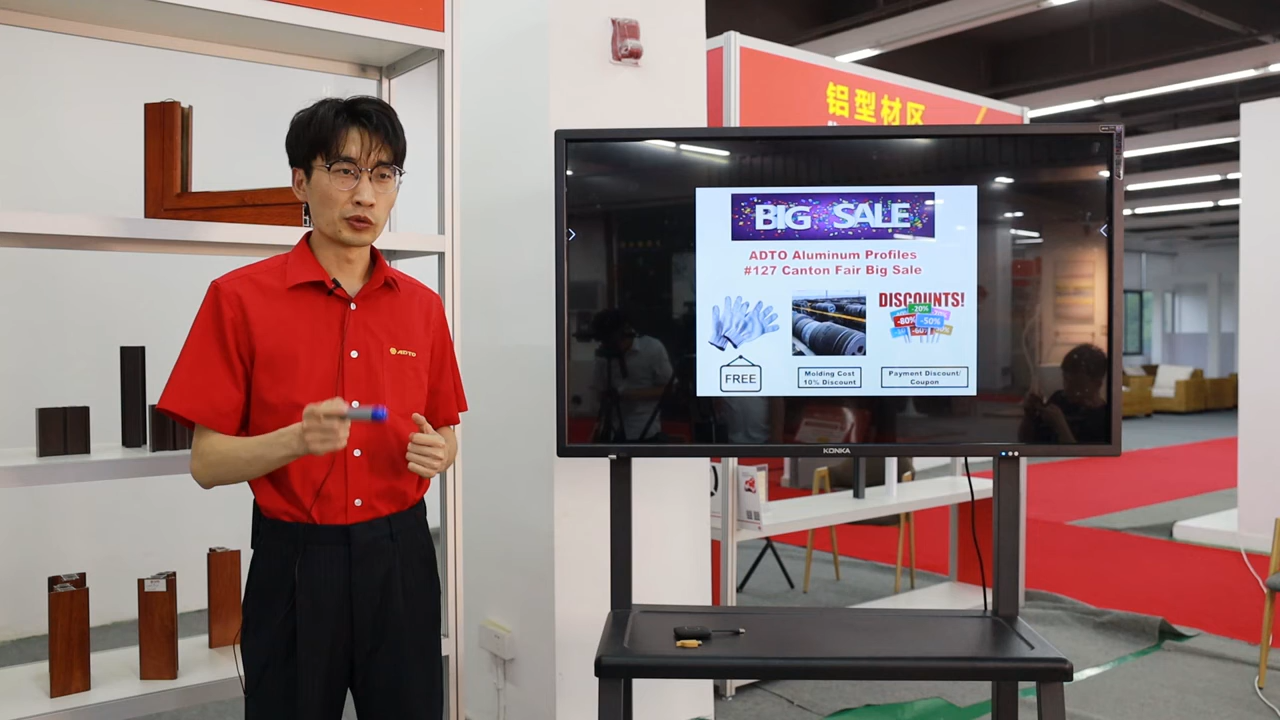 铝型材区
BIG SALE
ADTO Aluminum Profiles
#127 Canton Fair Big Sale
DISCOUNTS!
-20%
-80%
-50%
FREE
Molding Cost
10% Discount
Payment Discount/
Coupon
ADTO
KONKA